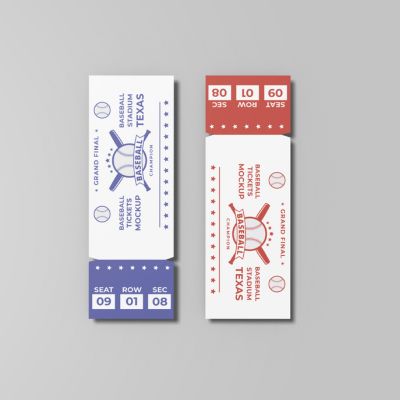 GRAND FINAL
BASEBALL
TICKETS
MOCKUP
BASEBALL
CHAMPION
BASEBALL
STADIUM
TEXAS
SEAT ROW SEC
09 01 08
GRAND FINAL
BASEBALL
TICKETS
MOCKUP
BASEBALL
CHAMPION
BASEBALL
STADIUM
TEXAS
SEAT ROW SEC
09 01 08